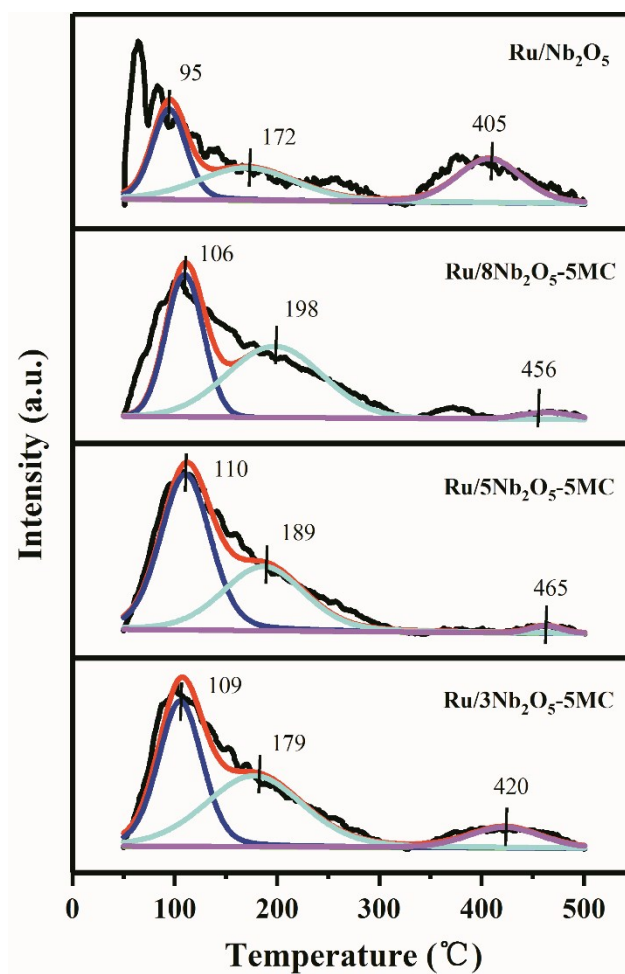 Ru/Nb₂O₅
95
172
405
Ru/8Nb₂O₅-5MC
106
198
456
Ru/5Nb₂O₅-5MC
110
189
465
Ru/3Nb₂O₅-5MC
109
179
420
Intensity (a.u.)
0 100 200 300 400 500
Temperature (℃)